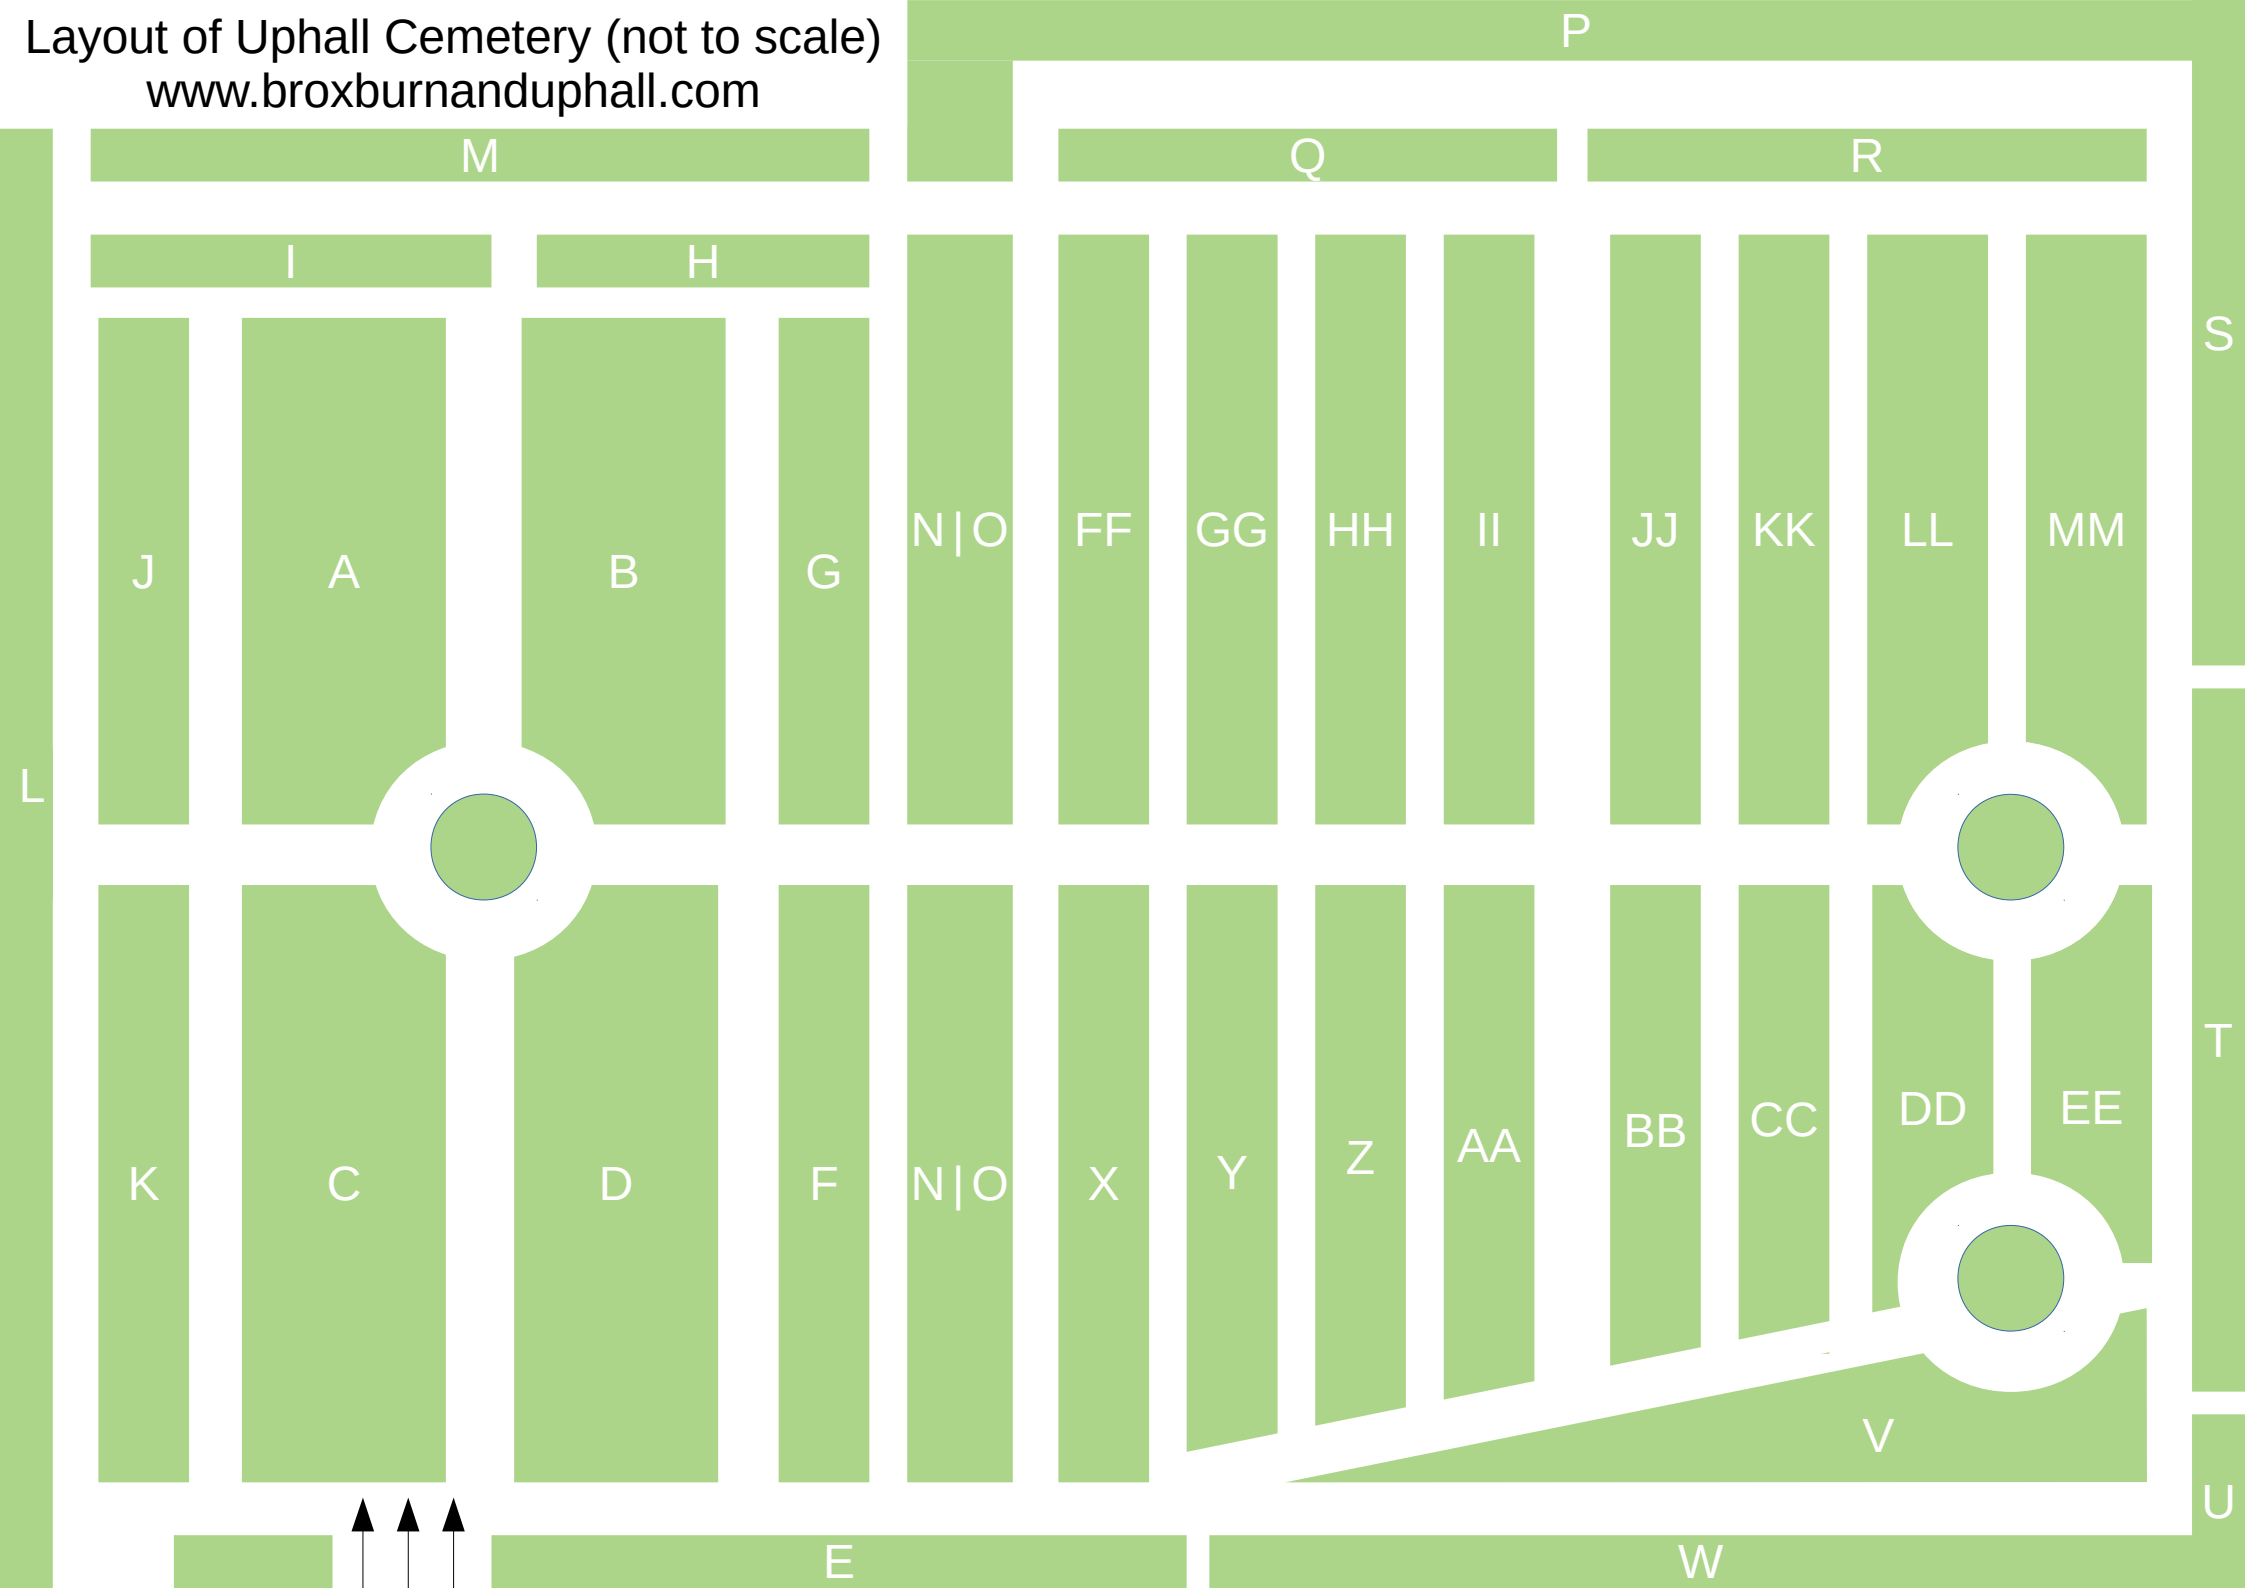 Layout of Uphall Cemetery (not to scale)
www.broxburnanduphall.com
P
M
Q
R
I
H
S
N|O
FF
GG
HH
II
JJ
KK
LL
MM
J
A
B
G
L
T
DD
EE
CC
BB
AA
Z
Y
K
C
D
F
N|O
X
V
U
E
W